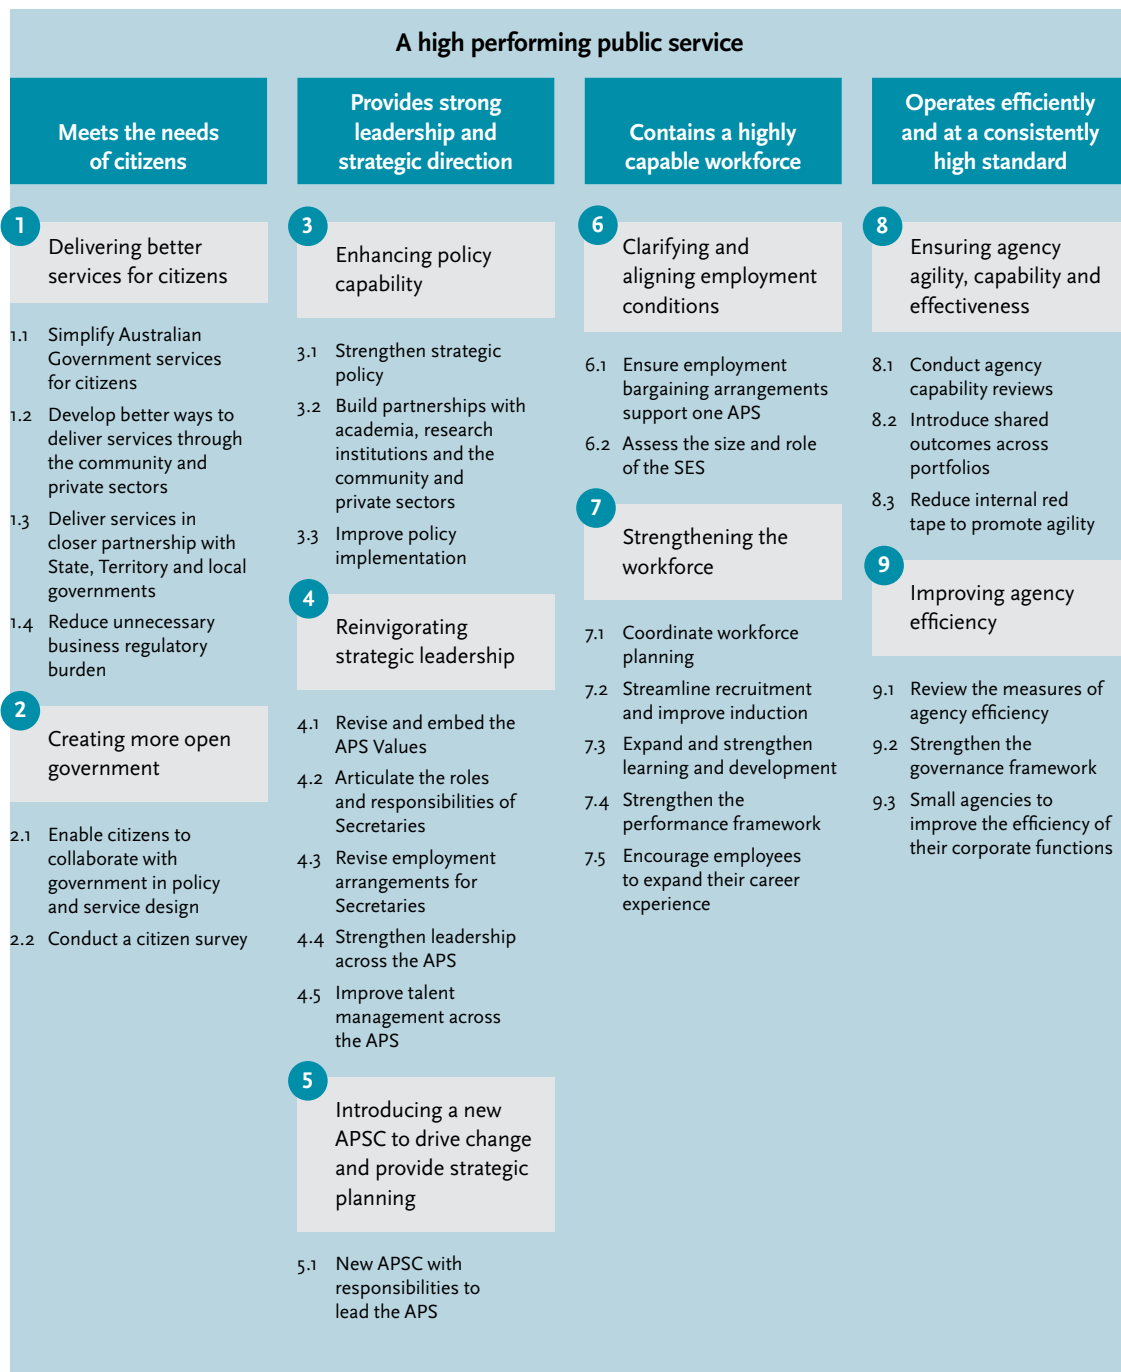 A high performing public service
Meets the needs
of citizens
1
Delivering better
services for citizens
1.1 Simplify Australian
Government services
for citizens
1.2 Develop better ways to
deliver services through
the community and
private sectors
1.3 Deliver services in
closer partnership with
State, Territory and local
governments
1.4 Reduce unnecessary
business regulatory
burden
2
Creating more open
government
2.1 Enable citizens to
collaborate with
government in policy
and service design
2.2 Conduct a citizen survey
Provides strong
leadership and
strategic direction
3
Enhancing policy
capability
3.1 Strengthen strategic
policy
3.2 Build partnerships with
academia, research
institutions and the
community and
private sectors
3.3 Improve policy
implementation
4
Reinvigorating
strategic leadership
4.1 Revise and embed the
APS Values
4.2 Articulate the roles
and responsibilities of
Secretaries
4.3 Revise employment
arrangements for
Secretaries
4.4 Strengthen leadership
across the APS
4.5 Improve talent
management across
the APS
5
Introducing a new
APSC to drive change
and provide strategic
planning
5.1 New APSC with
responsibilities to
lead the APS
Contains a highly
capable workforce
6
Clarifying and
aligning employment
conditions
6.1 Ensure employment
bargaining arrangements
support one APS
6.2 Assess the size and role
of the SES
7
Strengthening the
workforce
7.1 Coordinate workforce
planning
7.2 Streamline recruitment
and improve induction
7.3 Expand and strengthen
learning and development
7.4 Strengthen the
performance framework
7.5 Encourage employees
to expand their career
experience
Operates efficiently
and at a consistently
high standard
8
Ensuring agency
agility, capability and
effectiveness
8.1 Conduct agency
capability reviews
8.2 Introduce shared
outcomes across
portfolios
8.3 Reduce internal red
tape to promote agility
9
Improving agency
efficiency
9.1 Review the measures of
agency efficiency
9.2 Strengthen the
governance framework
9.3 Small agencies to
improve the efficiency of
their corporate functions